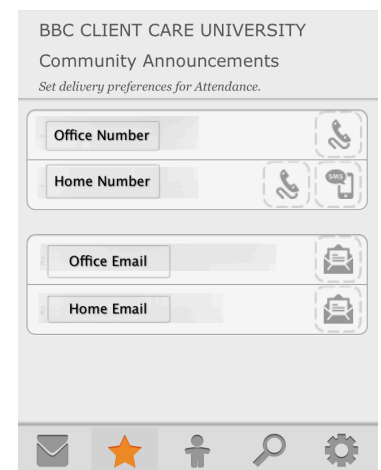 BBC CLIENT CARE UNIVERSITY
Community Announcements
Set delivery preferences for Attendance.
Office Number
Home Number
SMS
Office Email
Home Email